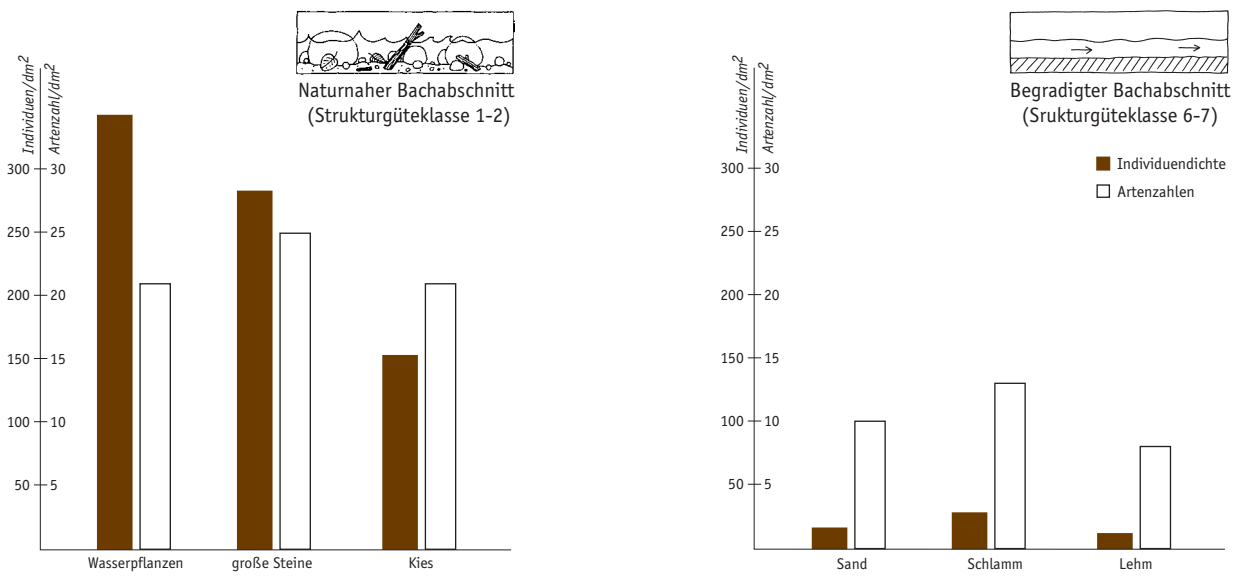 Naturnaher Bachabschnitt
(Strukturgüteklasse 1-2)
Individuen/dm²
Artenzahl/dm²
300 30
250 25
200 20
150 15
100 10
50 5
Wasserpflanzen große Steine Kies
Begradigter Bachabschnitt
(Srukturgüteklasse 6-7)
Individuen/dm²
Artenzahl/dm²
Individuendichte
Artenzahlen
300 30
250 25
200 20
150 15
100 10
50 5
Sand Schlamm Lehm